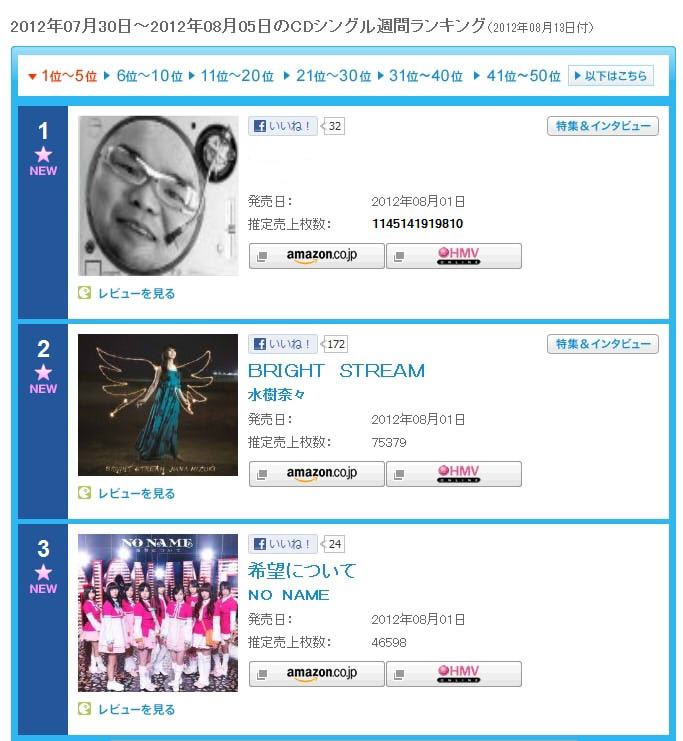 2012年07月30日～2012年08月05日のCDシングル週間ランキング(2012年08月13日付)
▼1位～5位 ▶6位～10位 ▶11位～20位 ▶21位～30位 ▶31位～40位 ▶41位～50位 ▶以下はこちら
1
NEW
いいね！ 32
特集＆インタビュー
発売日： 2012年08月01日
推定売上枚数： 1145141919810
amazon.co.jp HMV ONLINE
レビューを見る
2
NEW
いいね！ 172
特集＆インタビュー
BRIGHT STREAM
水樹奈々
発売日： 2012年08月01日
推定売上枚数： 75379
amazon.co.jp HMV ONLINE
BRIGHT STREAM NANA MIZUKI
レビューを見る
3
NEW
NO NAME
希望について
いいね！ 24
希望について
NO NAME
発売日： 2012年08月01日
推定売上枚数： 46598
amazon.co.jp HMV ONLINE
レビューを見る